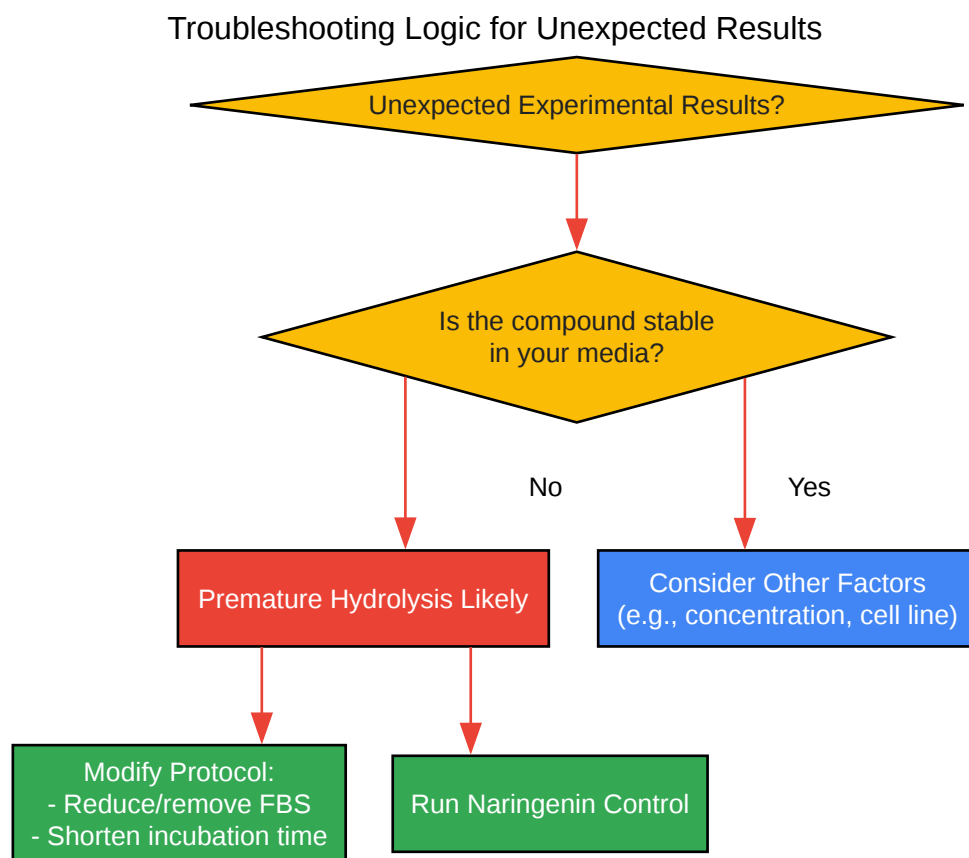 Troubleshooting Logic for Unexpected Results
Unexpected Experimental Results?
Is the compound stable
in your media?
No
Yes
Premature Hydrolysis Likely
Consider Other Factors
(e.g., concentration, cell line)
Modify Protocol:
- Reduce/remove FBS
- Shorten incubation time
Run Naringenin Control